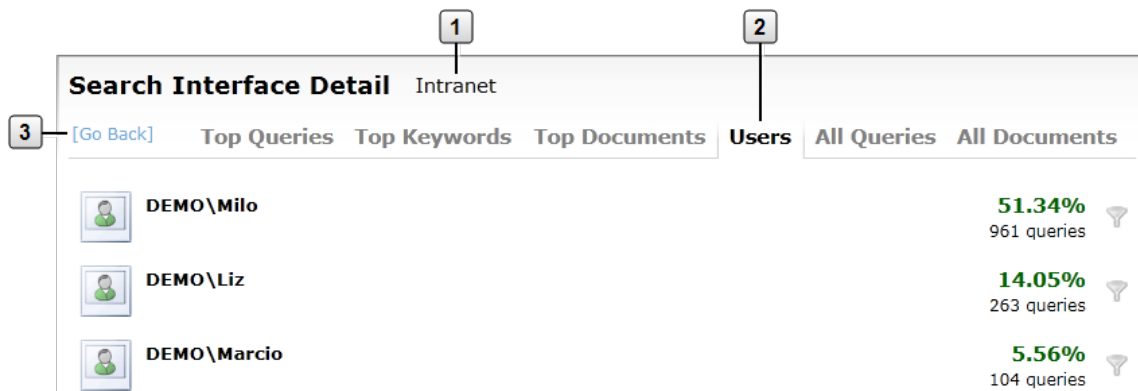 1
2
Search Interface Detail Intranet
3
[Go Back] Top Queries Top Keywords Top Documents Users All Queries All Documents
DEMO\Milo
51.34%
961 queries
DEMO\Liz
14.05%
263 queries
DEMO\Marcio
5.56%
104 queries